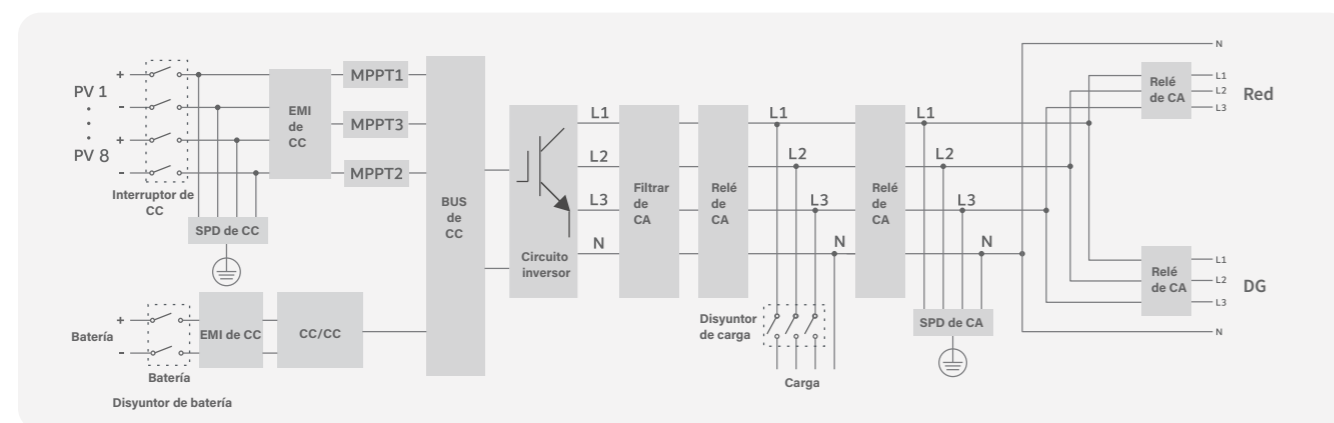 PV 1
+
-
PV 8
+
-
Interruptor de
CC
SPD de CC
EMI
de
CC
MPPT1
MPPT3
MPPT2
Batería
+
-
Batería
Disyuntor de batería
EMI de CC
CC/CC
BUS
de
CC
Circuito
inversor
L1
L2
L3
N
Filtrar
de
CA
Relé
de
CA
L1
L2
L3
N
Disyuntor
de carga
Carga
Relé
de
CA
L1
L2
L3
N
SPD de CA
N
Relé
de CA
L1
L2
L3
Red
Relé
de CA
L1
L2
L3
DG
N